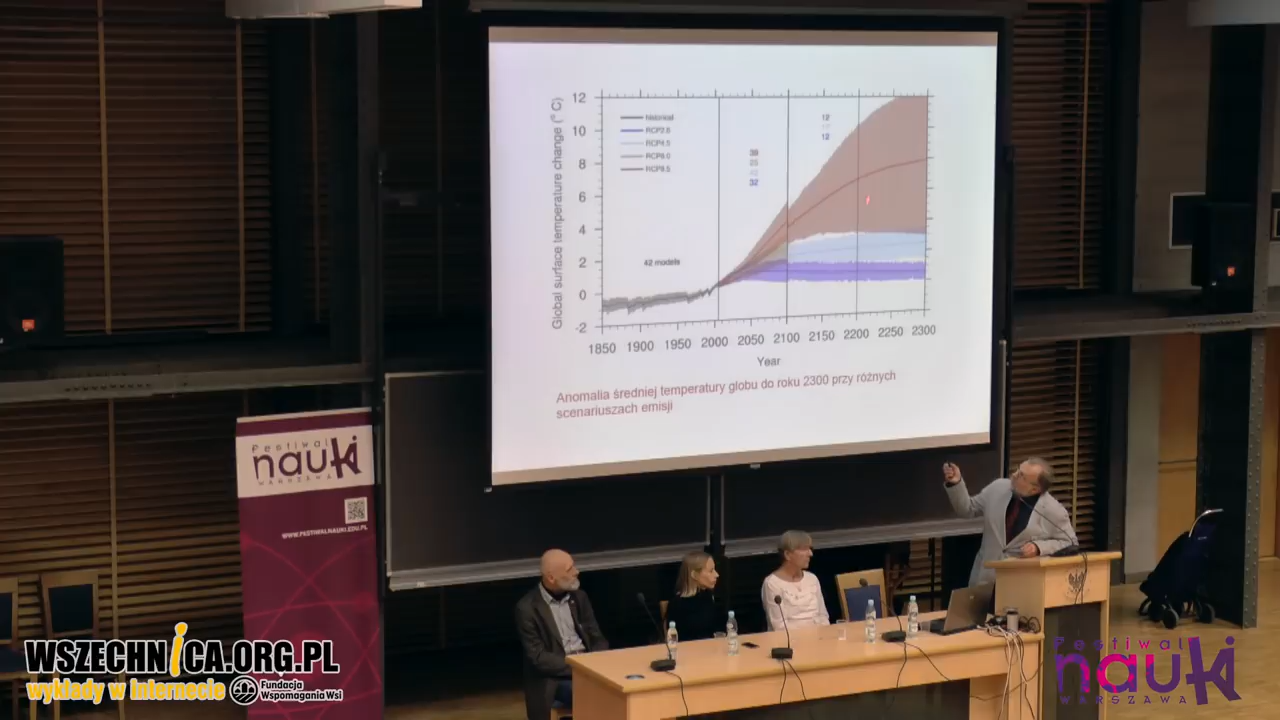 12
10
8
6
4
2
0
-2
Global surface temperature change (° C)
historical
RCP2.6
RCP4.5
RCP6.0
RCP8.5
12
12
39
25
42
32
42 models
1850 1900 1950 2000 2050 2100 2150 2200 2250 2300
Year
Anomalia średniej temperatury globu do roku 2300 przy różnych
scenariuszach emisji
Festiwal
nauki
WARSZAWA
WWW.FESTIWALNAUKI.EDU.PL
WSZECHNICA.ORG.PL
wykłady w internecie
Fundacja
Wspomagania Wsi
Festiwal
nauki
WARSZAWA